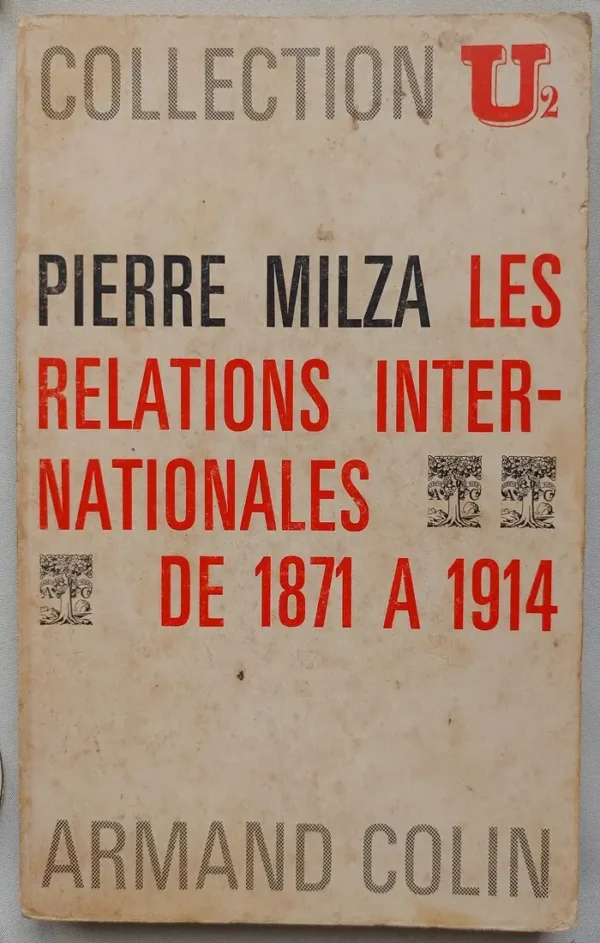 COLLECTION U2
PIERRE MILZA LES
RELATIONS INTER-
NATIONALES
DE 1871 A 1914
ARMAND COLIN